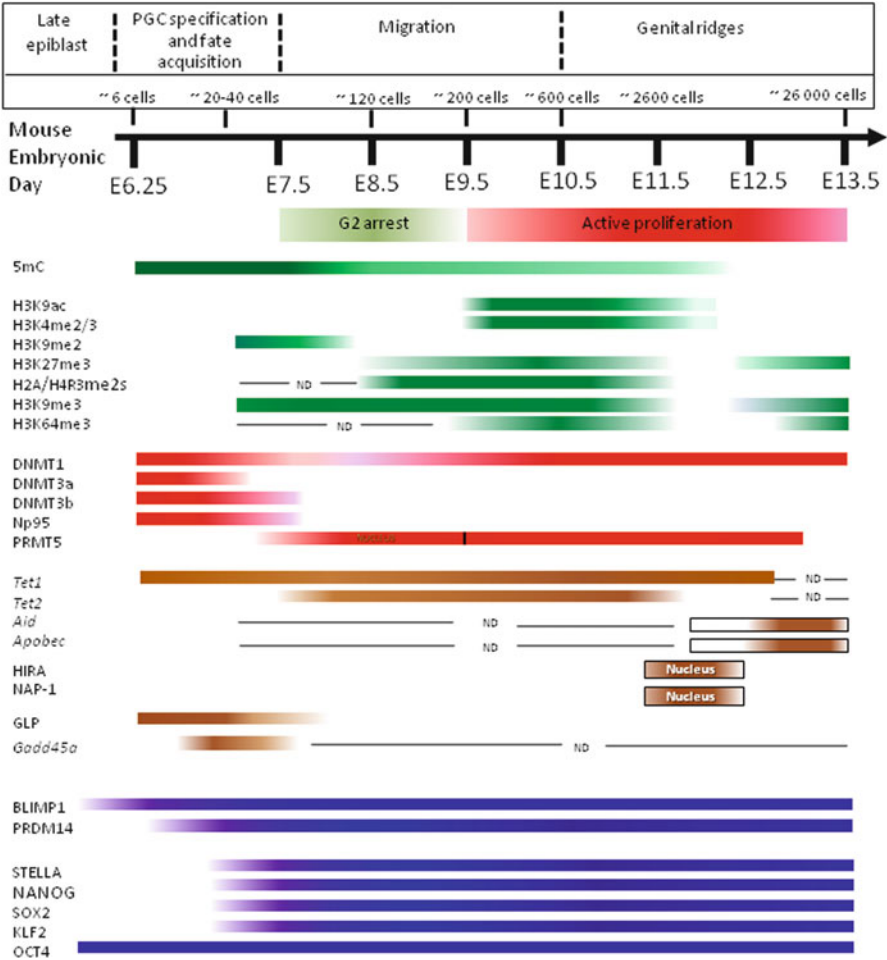 Late
epiblast
PGC specification
and fate
acquisition
Migration
Genital ridges
~6 cells
~20-40 cells
~120 cells
~200 cells
~600 cells
~2600 cells
~26 000 cells
Mouse
Embryonic
Day
E6.25
E7.5
E8.5
E9.5
E10.5
E11.5
E12.5
E13.5
G2 arrest
Active proliferation
5mC
H3K9ac
H3K4me2/3
H3K9me2
H3K27me3
H2A/H4R3me2s
ND
H3K9me3
H3K64me3
ND
DNMT1
DNMT3a
DNMT3b
Np95
PRMT5
Nucleus
Tet1
ND
Tet2
ND
Aid
ND
Apobec
ND
HIRA
Nucleus
NAP-1
Nucleus
GLP
Gadd45a
ND
BLIMP1
PRDM14
STELLA
NANOG
SOX2
KLF2
OCT4